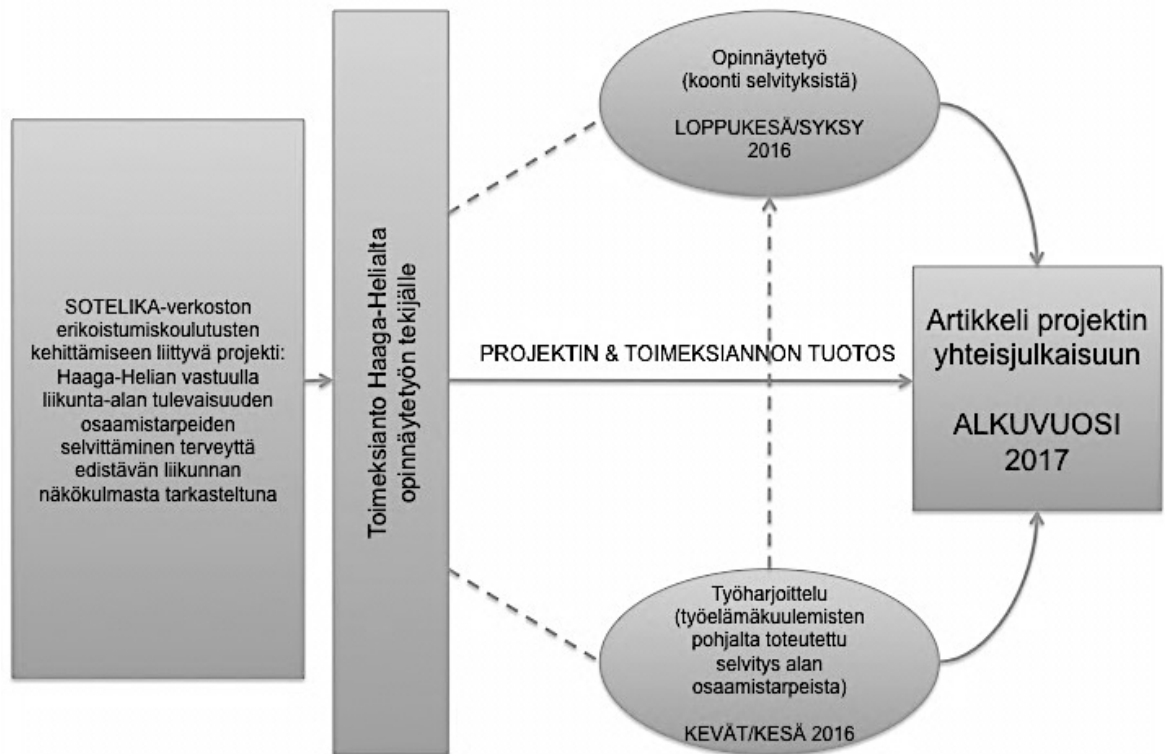 SOTELIKA-verkoston
erikoistumiskoulutusten
kehittämiseen liittyvä projekti:
Haaga-Helian vastuulla
liikunta-alan tulevaisuuden
osaamistarpeiden
selvittäminen terveyttä
edistävän liikunnan
näkökulmasta tarkasteltuna
Toimeksianto Haaga-Helialta
opinnäytetyön tekijälle
Opinnäytetyö
(koonti selvityksistä)
LOPPUKESÄ/SYKSY
2016
PROJEKTIN & TOIMEKSIANNON TUOTOS
Työharjoittelu
(työelämäkuulemisten
pohjalta toteutettu
selvitys alan
osaamistarpeista)
KEVÄT/KESÄ 2016
Artikkeli projektin
yhteisjulkaisuun
ALKUVUOSI
2017